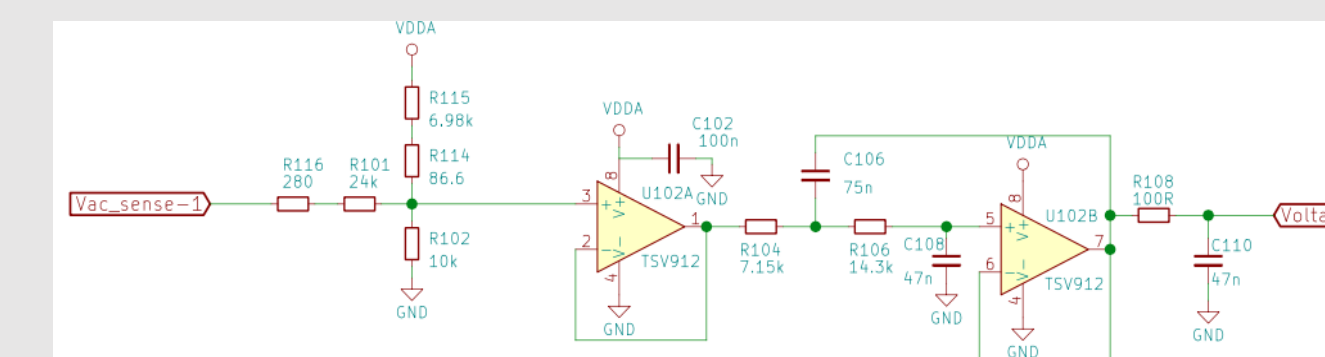 VDDA
R115
6.98k
R114
86.6
R116
280
R101
24k
Vac_sense-1
R102
10k
GND
VDDA
C102
100n
GND
8
3
+
V+
U102A
1
2
-
V-
TSV912
4
GND
R104
7.15k
C106
75n
R106
14.3k
C108
47n
GND
VDDA
8
5
+
V+
U102B
7
6
-
V-
TSV912
4
GND
R108
100R
C110
47n
GND